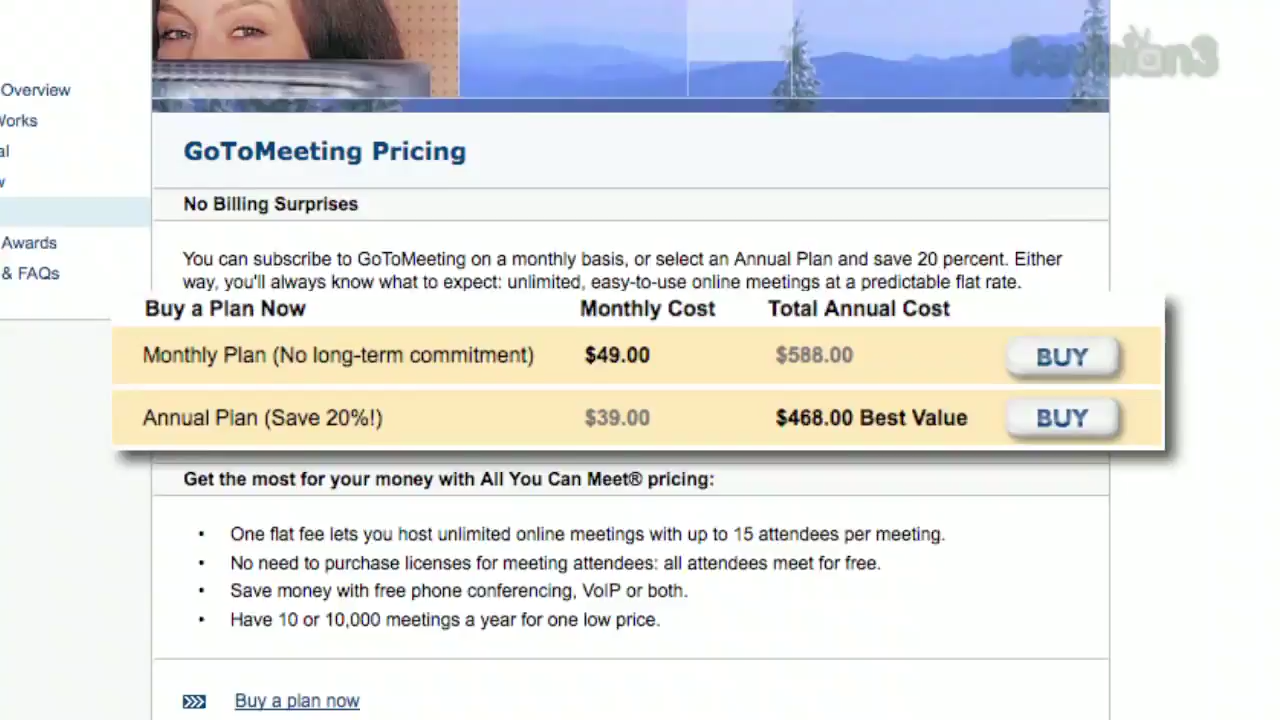 Revision3
Overview
Works
al
w
Awards
& FAQs
GoToMeeting Pricing
No Billing Surprises
You can subscribe to GoToMeeting on a monthly basis, or select an Annual Plan and save 20 percent. Either
way, you'll always know what to expect: unlimited, easy-to-use online meetings at a predictable flat rate.
Buy a Plan Now Monthly Cost Total Annual Cost
Monthly Plan (No long-term commitment) $49.00 $588.00 BUY
Annual Plan (Save 20%!) $39.00 $468.00 Best Value BUY
Get the most for your money with All You Can Meet® pricing:
• One flat fee lets you host unlimited online meetings with up to 15 attendees per meeting.
• No need to purchase licenses for meeting attendees: all attendees meet for free.
• Save money with free phone conferencing, VoIP or both.
• Have 10 or 10,000 meetings a year for one low price.
Buy a plan now